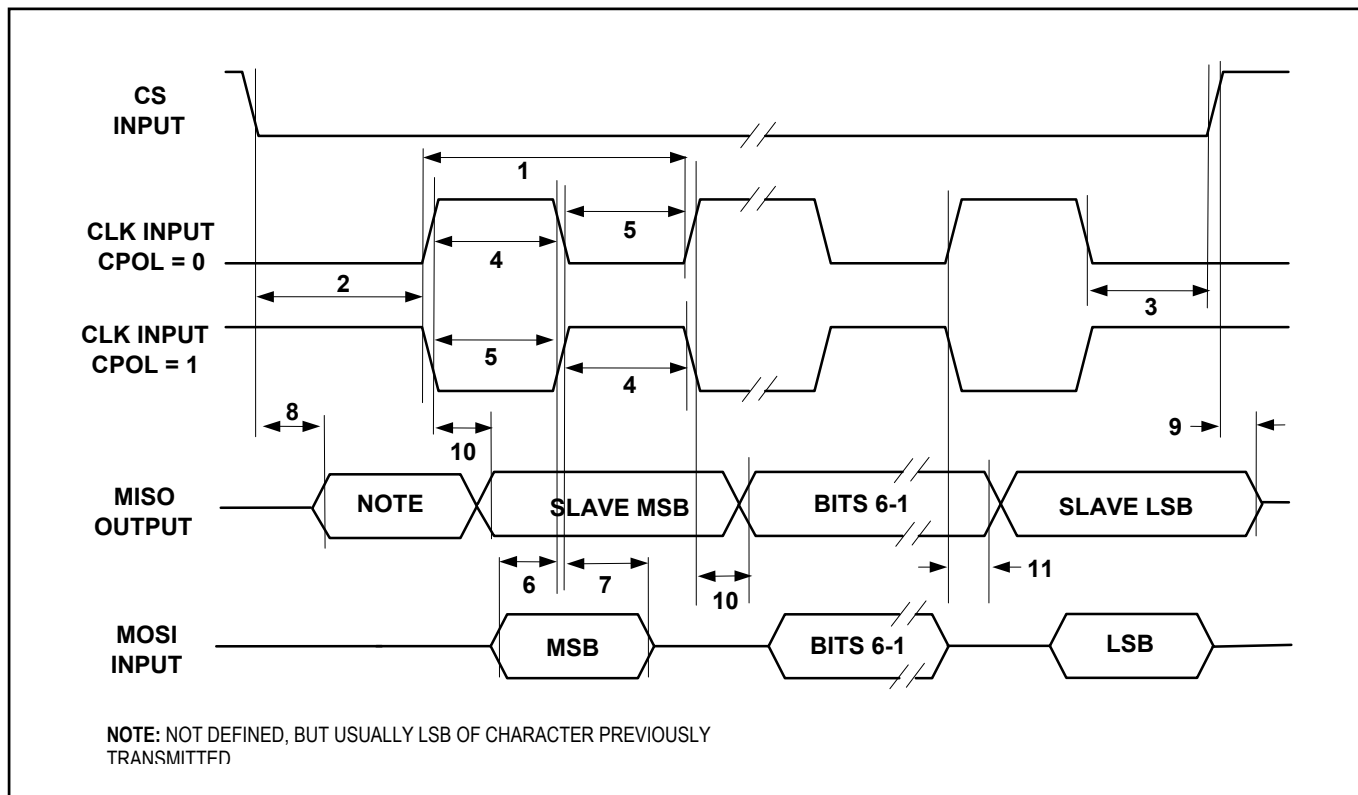 CS
INPUT
1
5
CLK INPUT
CPOL = 0
4
2
3
CLK INPUT
CPOL = 1
5
4
8
10
9
MISO
OUTPUT
NOTE
SLAVE MSB
BITS 6-1
SLAVE LSB
6
7
10
11
MOSI
INPUT
MSB
BITS 6-1
LSB
NOTE: NOT DEFINED, BUT USUALLY LSB OF CHARACTER PREVIOUSLY
TRANSMITTED